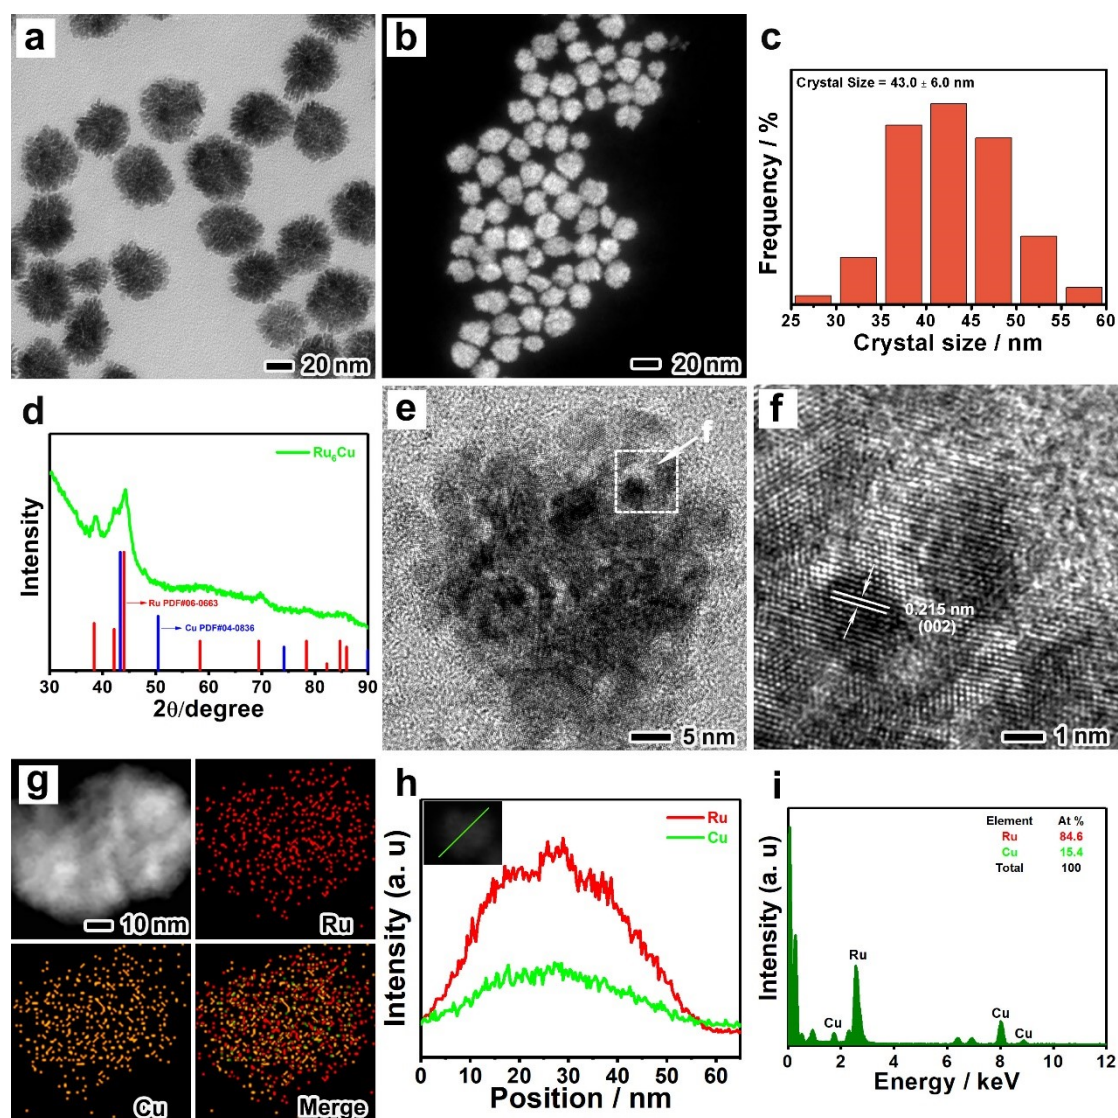 a
20 nm
b
20 nm
c
Crystal Size = 43.0 ± 6.0 nm
Frequency / %
25 30 35 40 45 50 55 60
Crystal size / nm
d
Ru₆Cu
Intensity
Ru PDF#06-0663
Cu PDF#04-0836
30 40 50 60 70 80 90
2θ/degree
e
f
5 nm
f
0.215 nm
(002)
1 nm
g
10 nm
Ru
Cu
Merge
h
Ru
Cu
Intensity (a. u)
0 10 20 30 40 50 60
Position / nm
i
Element At %
Ru 84.6
Cu 15.4
Total 100
Intensity (a. u)
Ru
Cu
Cu
Cu
0 2 4 6 8 10 12
Energy / keV